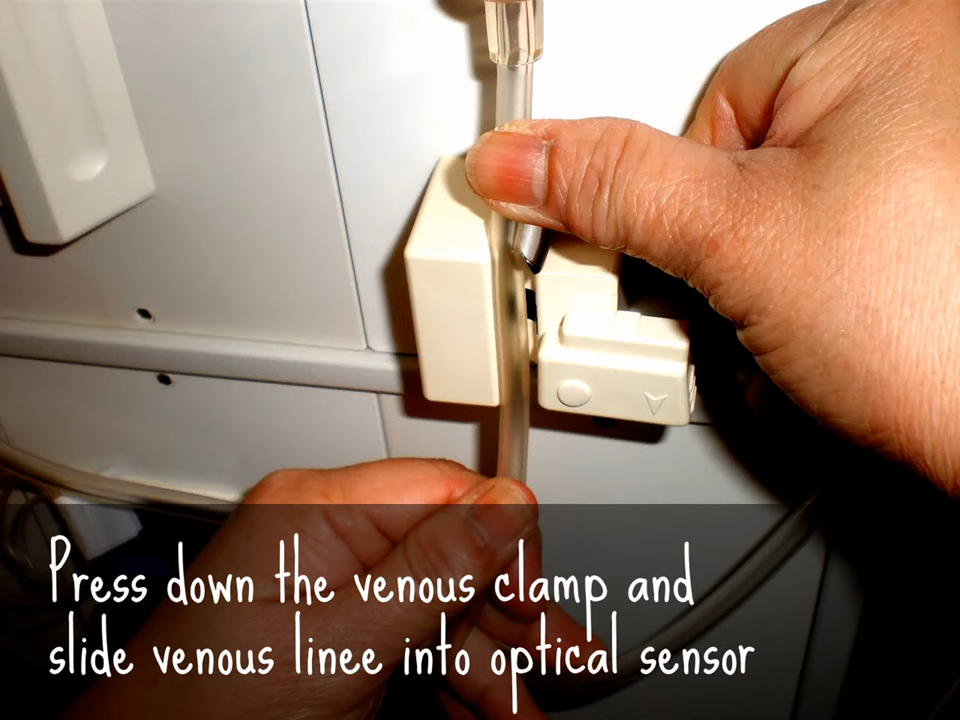 Press down the venous clamp and
slide venous linee into optical sensor